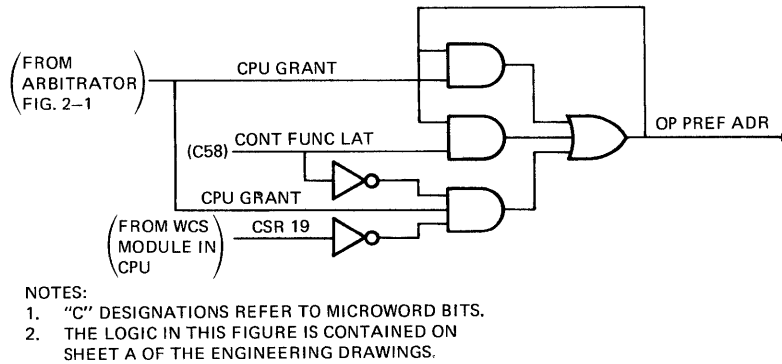 (FROM
ARBITRATOR
FIG. 2–1)
CPU GRANT
OP PREF ADR
(C58)
CONT FUNC LAT
CPU GRANT
(FROM WCS
MODULE IN
CPU)
CSR 19
NOTES:
1. "C" DESIGNATIONS REFER TO MICROWORD BITS.
2. THE LOGIC IN THIS FIGURE IS CONTAINED ON
SHEET A OF THE ENGINEERING DRAWINGS.